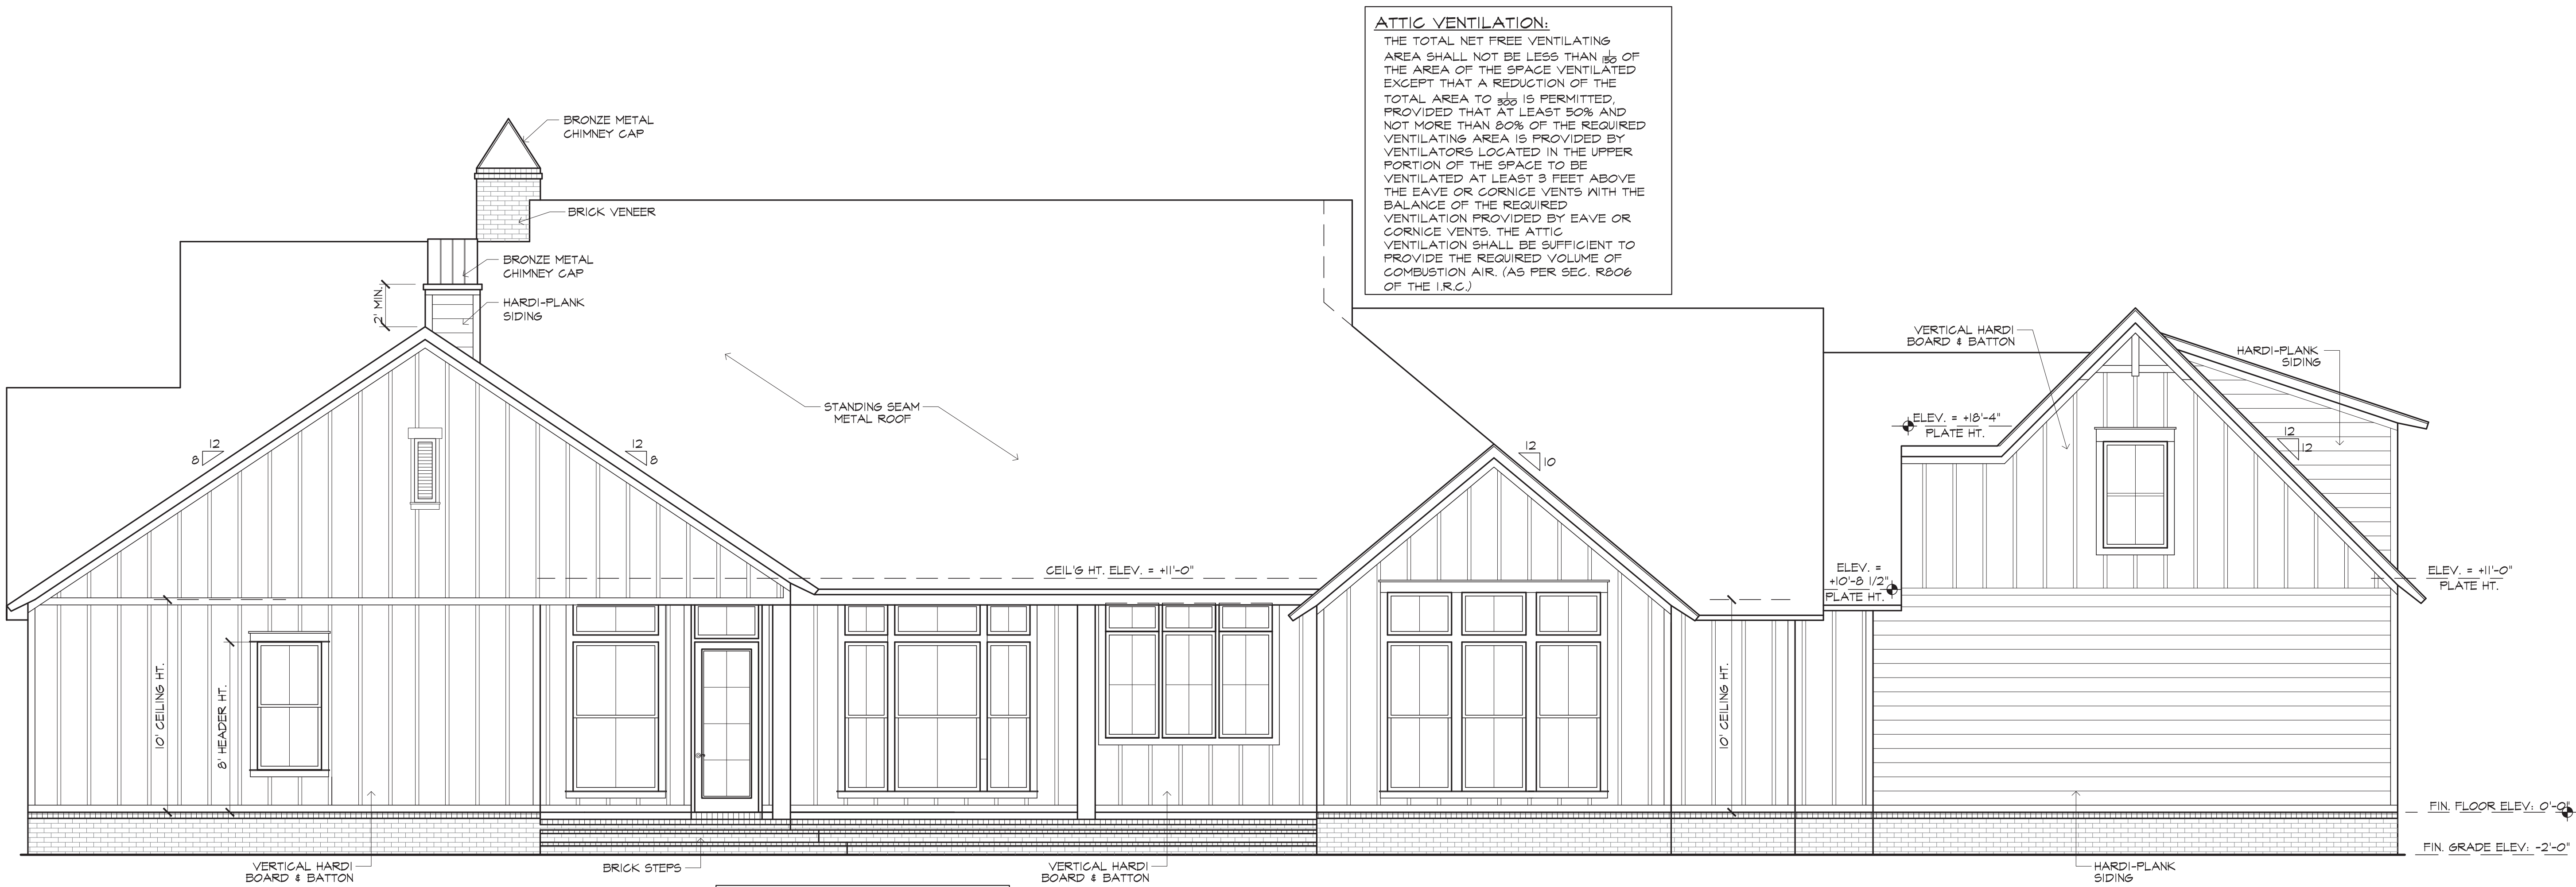 ATTIC VENTILATION:
THE TOTAL NET FREE VENTILATING
AREA SHALL NOT BE LESS THAN 1/150 OF
THE AREA OF THE SPACE VENTILATED
EXCEPT THAT A REDUCTION OF THE
TOTAL AREA TO 1/300 IS PERMITTED,
PROVIDED THAT AT LEAST 50% AND
NOT MORE THAN 80% OF THE REQUIRED
VENTILATING AREA IS PROVIDED BY
VENTILATORS LOCATED IN THE UPPER
PORTION OF THE SPACE TO BE
VENTILATED AT LEAST 3 FEET ABOVE
THE EAVE OR CORNICE VENTS WITH THE
BALANCE OF THE REQUIRED
VENTILATION PROVIDED BY EAVE OR
CORNICE VENTS. THE ATTIC
VENTILATION SHALL BE SUFFICIENT TO
PROVIDE THE REQUIRED VOLUME OF
COMBUSTION AIR. (AS PER SEC. R806
OF THE I.R.C.)
BRONZE METAL
CHIMNEY CAP
BRICK VENEER
BRONZE METAL
CHIMNEY CAP
2' MIN.
HARDI-PLANK
SIDING
VERTICAL HARDI
BOARD & BATTON
HARDI-PLANK
SIDING
STANDING SEAM
METAL ROOF
ELEV. = +18'-4"
PLATE HT.
12
8
12
8
12
10
12
12
CEIL'G HT. ELEV. = +11'-0"
ELEV. =
+10'-8 1/2"
PLATE HT.
ELEV. = +11'-0"
PLATE HT.
10' CEILING HT.
8' HEADER HT.
10' CEILING HT.
FIN. FLOOR ELEV: 0'-0"
FIN. GRADE ELEV: -2'-0"
VERTICAL HARDI
BOARD & BATTON
BRICK STEPS
VERTICAL HARDI
BOARD & BATTON
HARDI-PLANK
SIDING